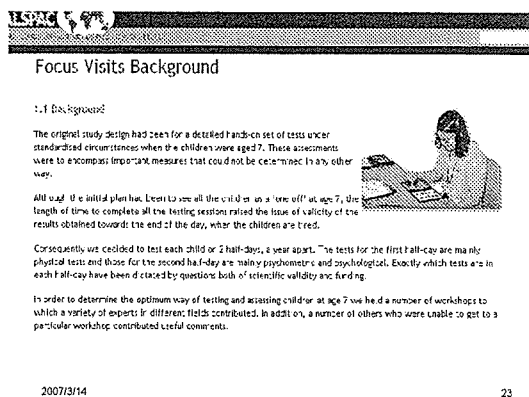 ALSPAC
Focus Visits Background
1.1 Background
The original study design had been for a detailed hands-on set of tests under
standardised circumstances when the children were aged 7. These assessments
were to encompass important measures that could not be determined in any other
way.
Although the initial plan had been to see all the children as a 'one off' at age 7, the
length of time to complete all the testing sessions raised the issue of validity of the
results obtained towards the end of the day, when the children are tired.
Consequently we decided to test each child on 2 half-days, a year apart. The tests for the first half-day are mainly
physical tests and those for the second half-day are mainly psychometric and psychological. Exactly which tests are in
each half-day have been dictated by questions both of scientific validity and funding.
In order to determine the optimum way of testing and assessing children at age 7 we held a number of workshops to
which a variety of experts in different fields contributed. In addition, a number of others who were unable to get to a
particular workshop contributed useful comments.
2007/3/14
23